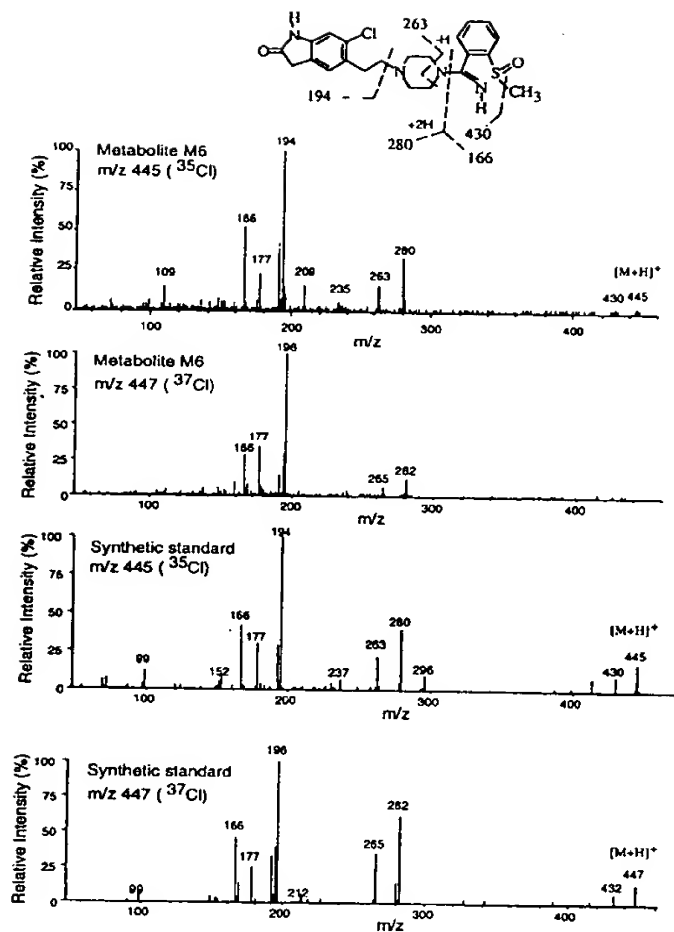 H
N
O
Cl
263
-H
N
N
S
O
CH3
N
H
194
+2H
280
430
166
Metabolite M6
m/z 445 ( 35Cl)
Relative Intensity (%)
100
75
50
25
0
109
166
177
194
209
235
263
280
[M+H]+
430
445
100
200
300
400
m/z
Metabolite M6
m/z 447 ( 37Cl)
Relative Intensity (%)
100
75
50
25
0
166
177
196
265
282
100
200
300
400
m/z
Synthetic standard
m/z 445 ( 35Cl)
Relative Intensity (%)
100
75
50
25
0
99
152
166
177
194
237
263
280
296
[M+H]+
430
445
100
200
300
400
m/z
Synthetic standard
m/z 447 ( 37Cl)
Relative Intensity (%)
100
75
50
25
0
99
166
177
196
212
265
282
[M+H]+
432
447
100
200
300
400
m/z